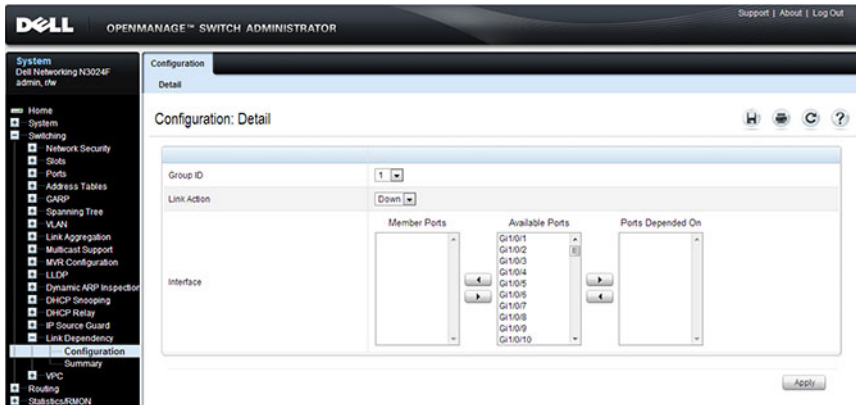 Support | About | Log Out
DELL OPENMANAGE™ SWITCH ADMINISTRATOR
System
Dell Networking N3024F
admin, r/w
Home
System
Switching
Network Security
Slots
Ports
Address Tables
GARP
Spanning Tree
VLAN
Link Aggregation
Multicast Support
MVR Configuration
LLDP
Dynamic ARP Inspection
DHCP Snooping
DHCP Relay
IP Source Guard
Link Dependency
Configuration
Summary
VPC
Routing
Statistics/RMON
Configuration
Detail
Configuration: Detail
Group ID 1
Link Action Down
Interface
Member Ports
Available Ports
Gi1/0/1
Gi1/0/2
Gi1/0/3
Gi1/0/4
Gi1/0/5
Gi1/0/6
Gi1/0/7
Gi1/0/8
Gi1/0/9
Gi1/0/10
Ports Depended On
Apply